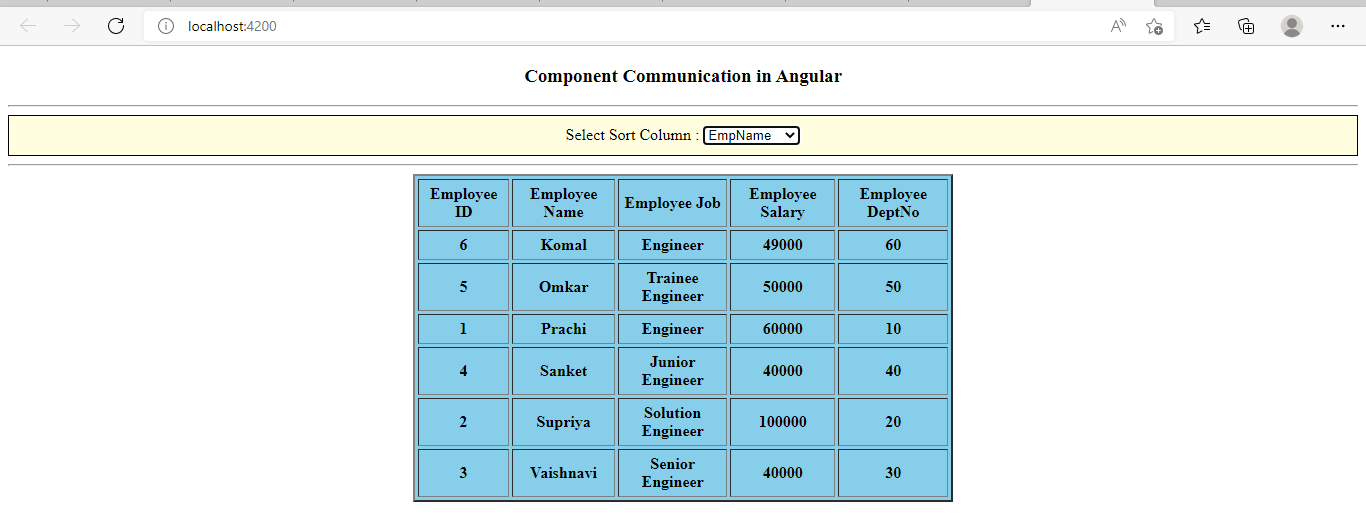 localhost:4200
Component Communication in Angular
Select Sort Column : EmpName
Employee ID Employee Name Employee Job Employee Salary Employee DeptNo
6 Komal Engineer 49000 60
5 Omkar Trainee Engineer 50000 50
1 Prachi Engineer 60000 10
4 Sanket Junior Engineer 40000 40
2 Supriya Solution Engineer 100000 20
3 Vaishnavi Senior Engineer 40000 30